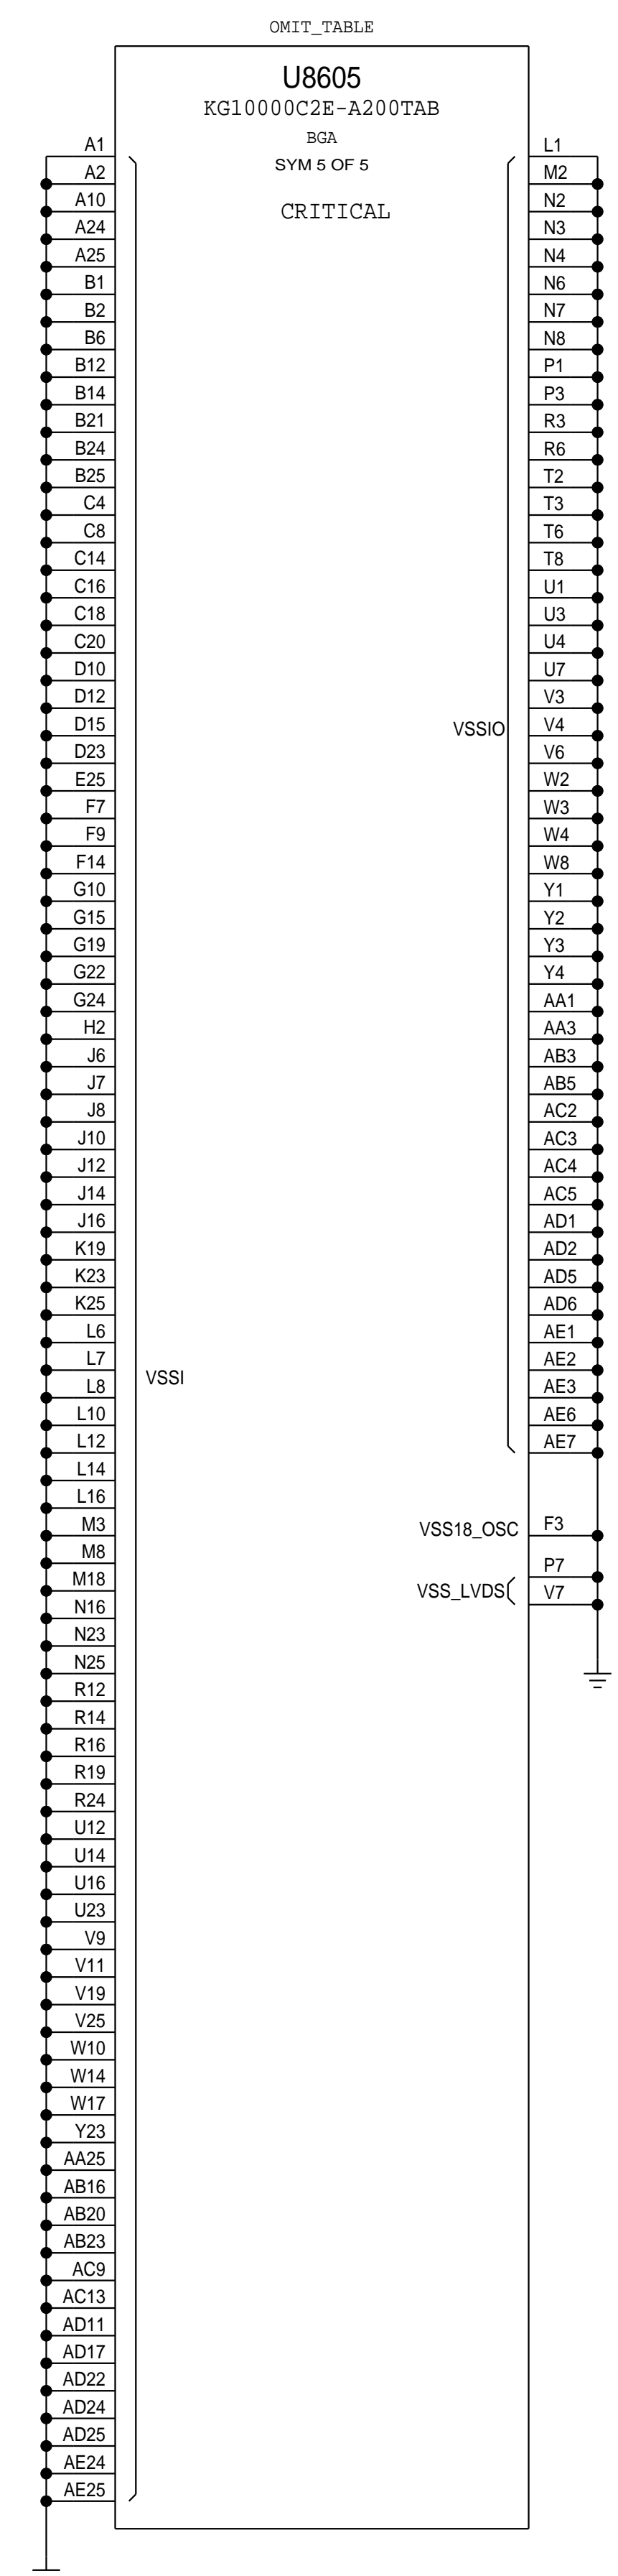 OMIT_TABLE
U8605
KG10000C2E-A200TAB
BGA
SYM 5 OF 5
CRITICAL
A1
A2
A10
A24
A25
B1
B2
B6
B12
B14
B21
B24
B25
C4
C8
C14
C16
C18
C20
D10
D12
D15
D23
E25
F7
F9
F14
G10
G15
G19
G22
G24
H2
J6
J7
J8
J10
J12
J14
J16
K19
K23
K25
L6
L7
L8
L10
L12
L14
L16
M3
M8
M18
N16
N23
N25
R12
R14
R16
R19
R24
U12
U14
U16
U23
V9
V11
V19
V25
W10
W14
W17
Y23
AA25
AB16
AB20
AB23
AC9
AC13
AD11
AD17
AD22
AD24
AD25
AE24
AE25
VSSI
VSSIO
L1
M2
N2
N3
N4
N6
N7
N8
P1
P3
R3
R6
T2
T3
T6
T8
U1
U3
U4
U7
V3
V4
V6
W2
W3
W4
W8
Y1
Y2
Y3
Y4
AA1
AA3
AB3
AB5
AC2
AC3
AC4
AC5
AD1
AD2
AD5
AD6
AE1
AE2
AE3
AE6
AE7
VSS18_OSC F3
VSS_LVDS
P7
V7